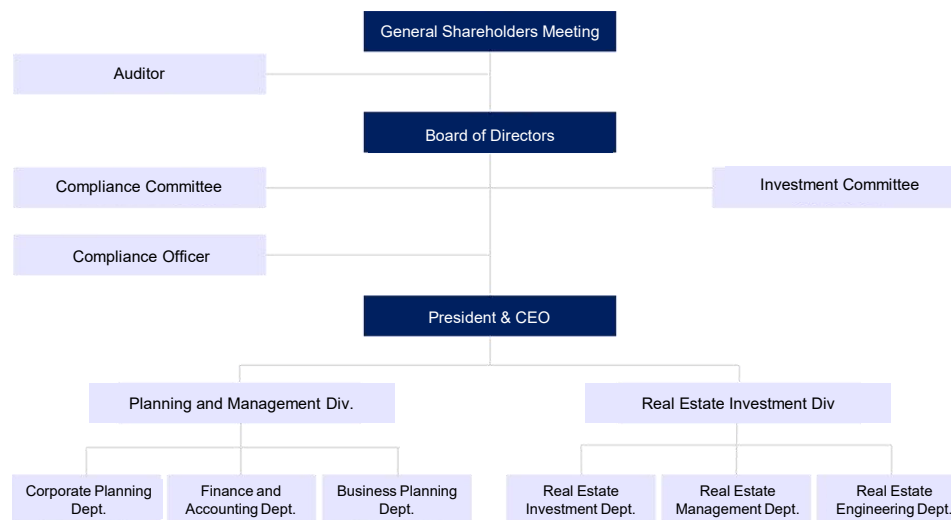 General Shareholders Meeting
Auditor
Board of Directors
Compliance Committee
Investment Committee
Compliance Officer
President & CEO
Planning and Management Div.
Real Estate Investment Div
Corporate Planning
Dept.
Finance and
Accounting Dept.
Business Planning
Dept.
Real Estate
Investment Dept.
Real Estate
Management Dept.
Real Estate
Engineering Dept.